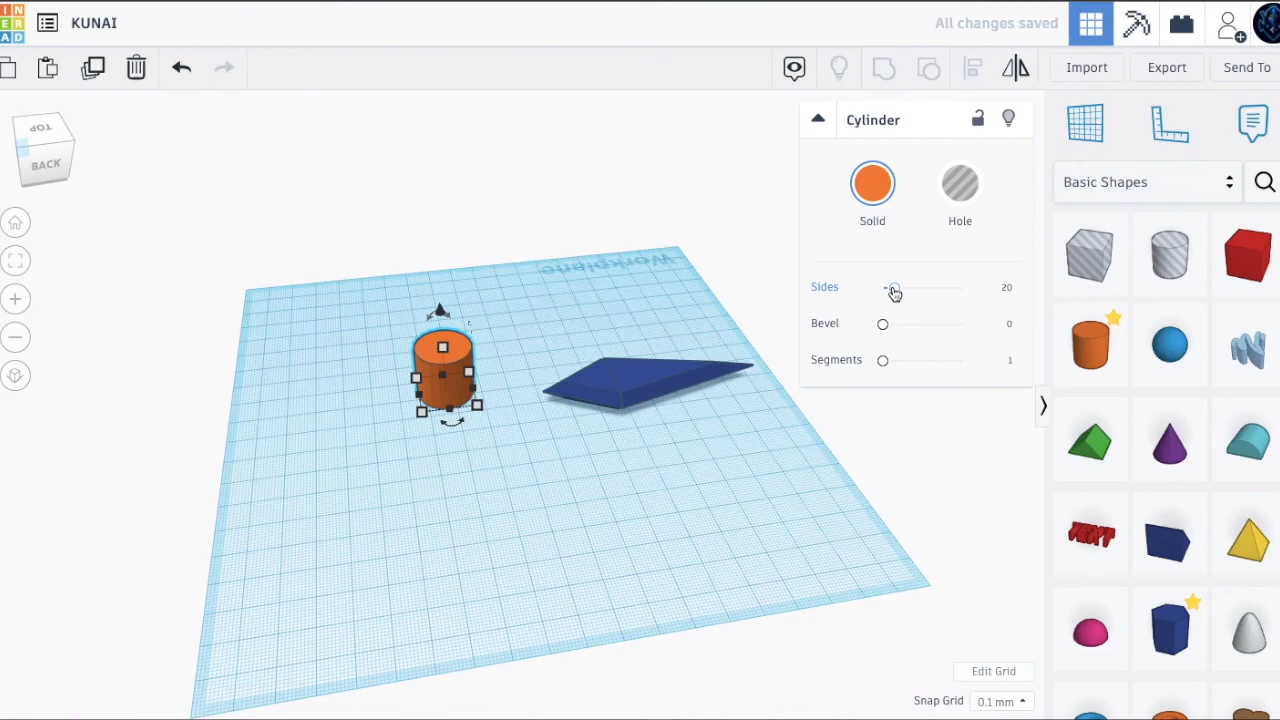 KUNAI
All changes saved
Import
Export
Send To
TOP
BACK
Workplane
Cylinder
Solid
Hole
Sides
20
Bevel
0
Segments
1
Basic Shapes
TEXT
Edit Grid
Snap Grid
0.1 mm